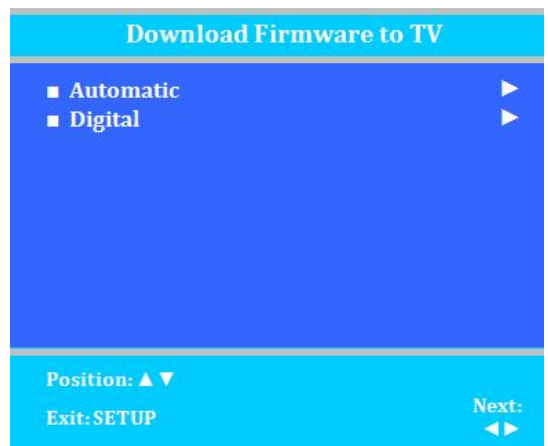 Download Firmware to TV
■ Automatic ▶
■ Digital ▶
Position: ▲ ▼
Exit: SETUP
Next:
◀ ▶